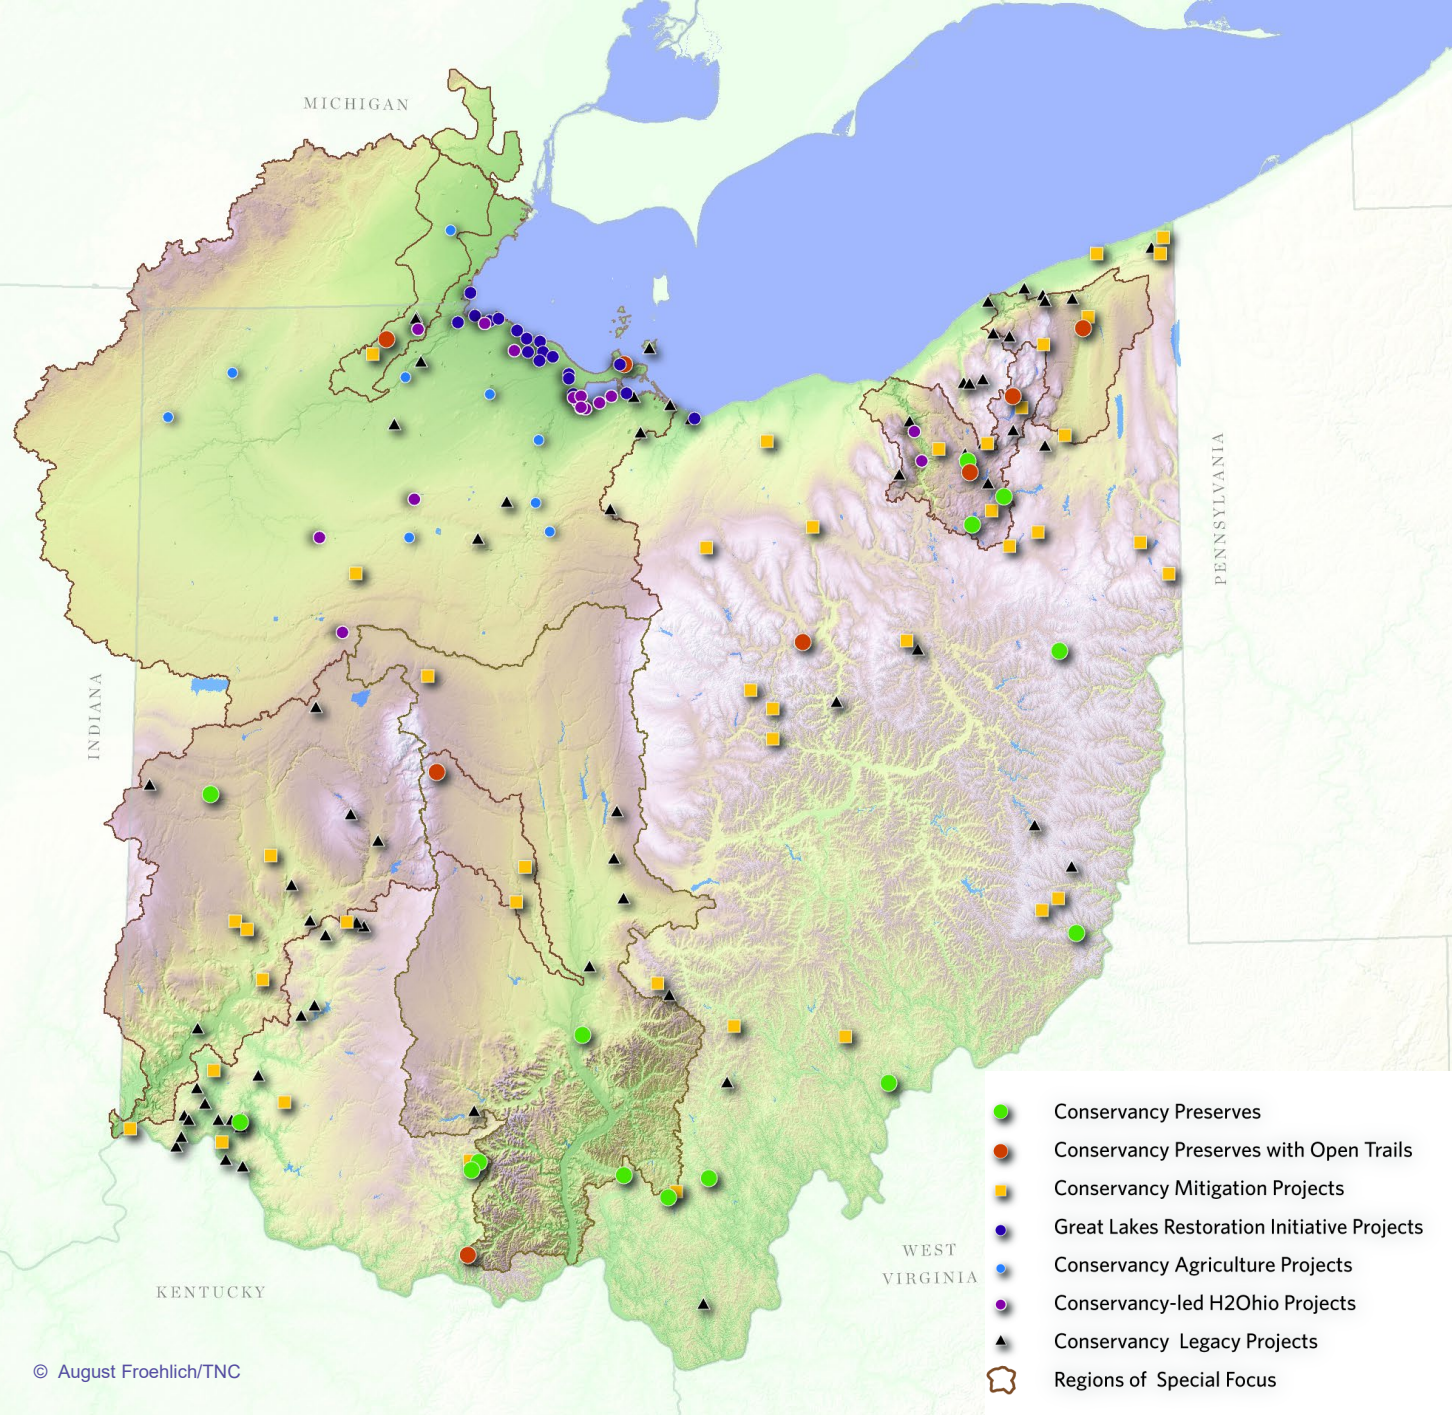 MICHIGAN
PENNSYLVANIA
INDIANA
WEST
VIRGINIA
KENTUCKY
Conservancy Preserves
Conservancy Preserves with Open Trails
Conservancy Mitigation Projects
Great Lakes Restoration Initiative Projects
Conservancy Agriculture Projects
Conservancy-led H2Ohio Projects
Conservancy Legacy Projects
Regions of Special Focus
© August Froehlich/TNC